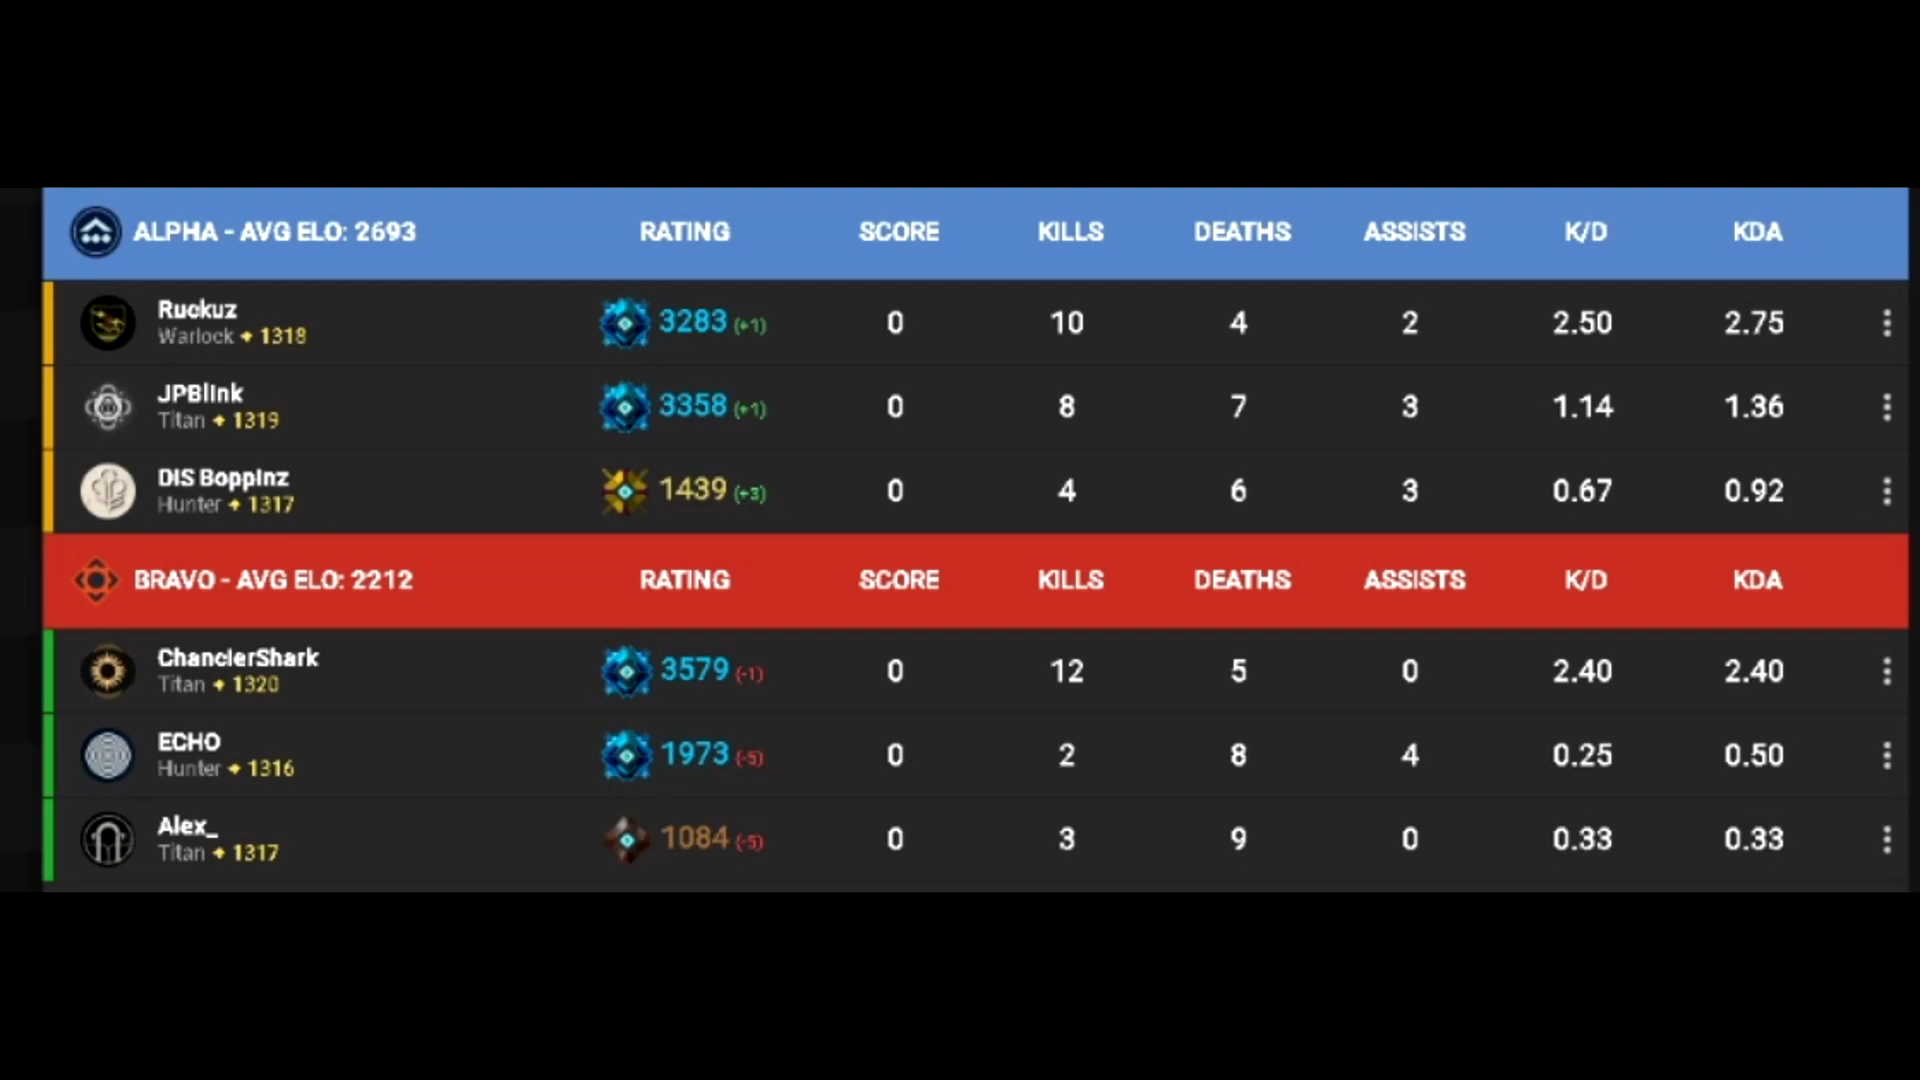 ALPHA - AVG ELO: 2693 RATING SCORE KILLS DEATHS ASSISTS K/D KDA
Ruckuz
Warlock 1318
3283 (+1) 0 10 4 2 2.50 2.75
JPBlink
Titan 1319
3358 (+1) 0 8 7 3 1.14 1.36
DIS Boppinz
Hunter 1317
1439 (+3) 0 4 6 3 0.67 0.92
BRAVO - AVG ELO: 2212 RATING SCORE KILLS DEATHS ASSISTS K/D KDA
ChancierShark
Titan 1320
3579 (-1) 0 12 5 0 2.40 2.40
ECHO
Hunter 1316
1973 (-5) 0 2 8 4 0.25 0.50
Alex_
Titan 1317
1084 (-5) 0 3 9 0 0.33 0.33